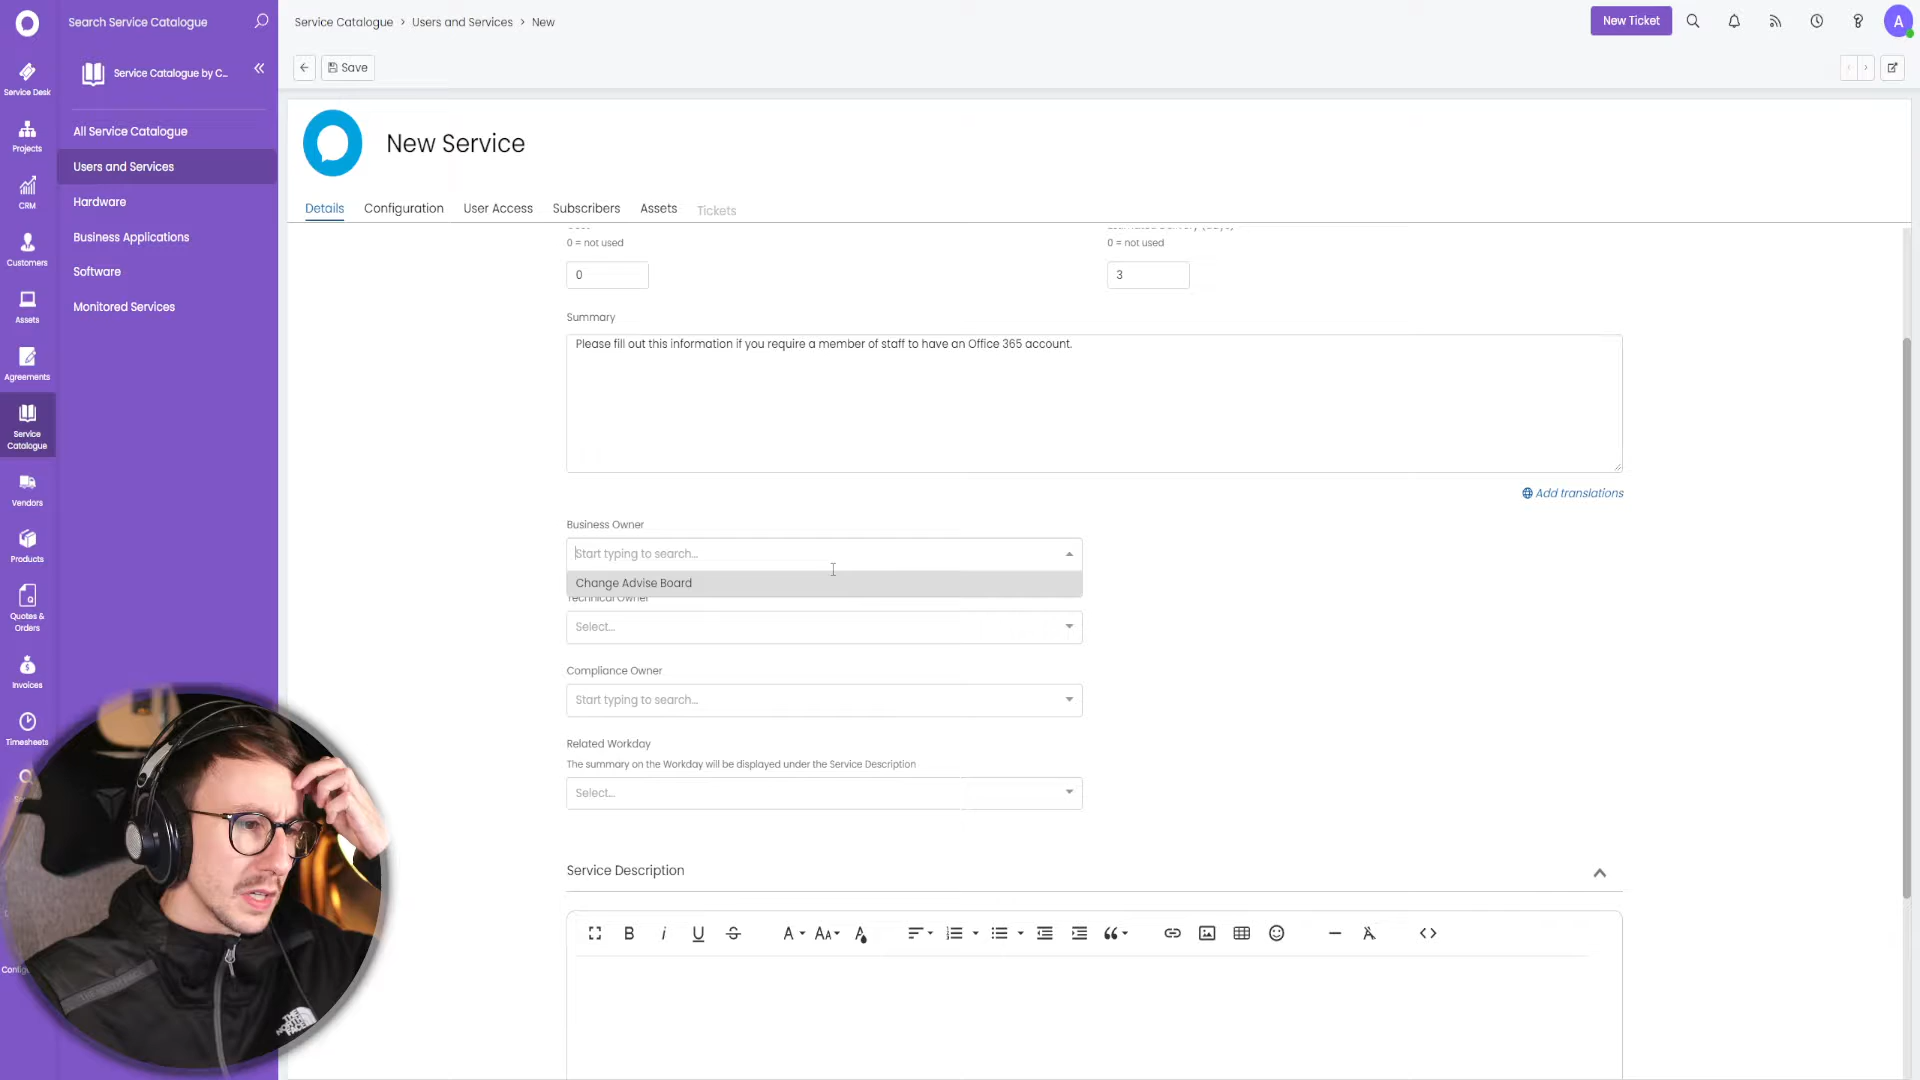 Search Service Catalogue
Service Catalogue > Users and Services > New
New Ticket
A
Service Catalogue by C...
Save
Service Desk
Projects
CRM
Customers
Assets
Agreements
Service
Catalogue
Vendors
Products
Quotes &
Orders
Invoices
Timesheets
All Service Catalogue
Users and Services
Hardware
Business Applications
Software
Monitored Services
New Service
Details
Configuration
User Access
Subscribers
Assets
Tickets
0 = not used
0 = not used
0
3
Summary
Please fill out this information if you require a member of staff to have an Office 365 account.
Add translations
Business Owner
Start typing to search...
Change Advise Board
Technical Owner
Select...
Compliance Owner
Start typing to search...
Related Workday
The summary on the Workday will be displayed under the Service Description
Select...
Service Description
THE
NORTH
FACE